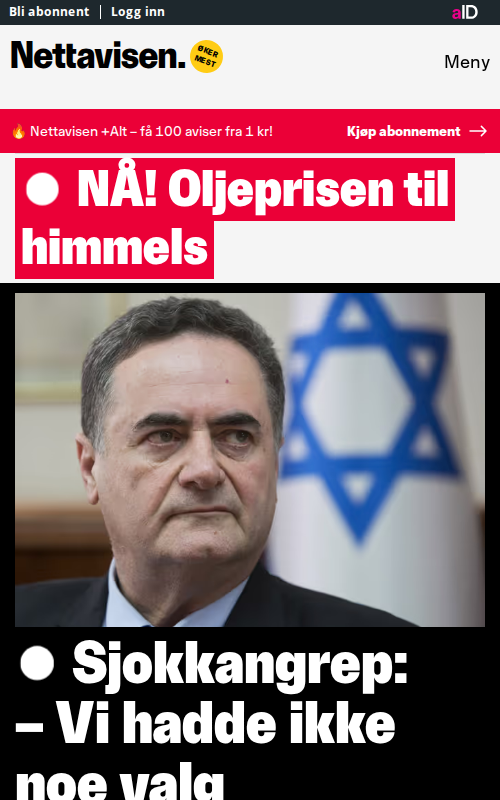 Bli abonnent
Logg inn
aID
Nettavisen.
ØKER
MEST
Meny
🔥 Nettavisen +Alt – få 100 aviser fra 1 kr!
Kjøp abonnement →
NÅ! Oljeprisen til
himmels
Sjokkangrep:
– Vi hadde ikke
noe valg